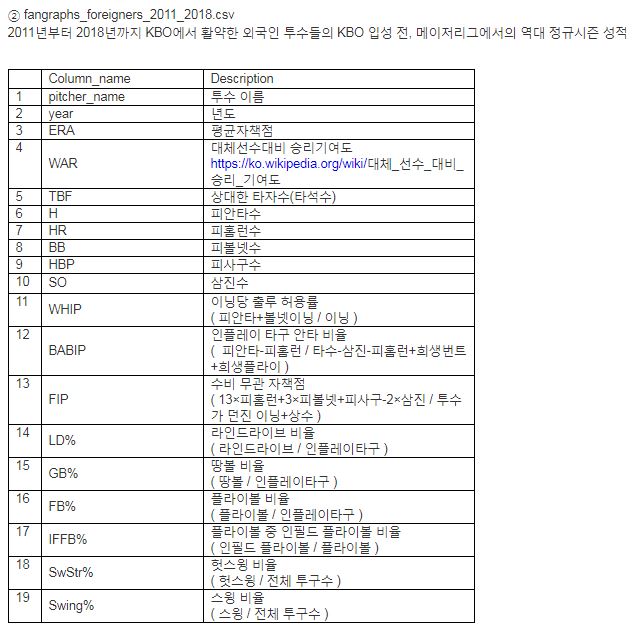 ② fangraphs_foreigners_2011_2018.csv
2011년부터 2018년까지 KBO에서 활약한 외국인 투수들의 KBO 입성 전, 메이저리그에서의 역대 정규시즌 성적
Column_name Description
1 pitcher_name 투수 이름
2 year 년도
3 ERA 평균자책점
4 WAR 대체선수대비 승리기여도
https://ko.wikipedia.org/wiki/대체_선수_대비_
승리_기여도
5 TBF 상대한 타자수(타석수)
6 H 피안타수
7 HR 피홈런수
8 BB 피볼넷수
9 HBP 피사구수
10 SO 삼진수
11 WHIP 이닝당 출루 허용률
( 피안타+볼넷이닝 / 이닝 )
12 BABIP 인플레이 타구 안타 비율
( 피안타-피홈런 / 타수-삼진-피홈런+희생번트
+희생플라이 )
13 FIP 수비 무관 자책점
( 13×피홈런+3×피볼넷+피사구-2×삼진 / 투수
가 던진 이닝+상수 )
14 LD% 라인드라이브 비율
( 라인드라이브 / 인플레이타구 )
15 GB% 땅볼 비율
( 땅볼 / 인플레이타구 )
16 FB% 플라이볼 비율
( 플라이볼 / 인플레이타구 )
17 IFFB% 플라이볼 중 인필드 플라이볼 비율
( 인필드 플라이볼 / 플라이볼 )
18 SwStr% 헛스윙 비율
( 헛스윙 / 전체 투구수 )
19 Swing% 스윙 비율
( 스윙 / 전체 투구수 )